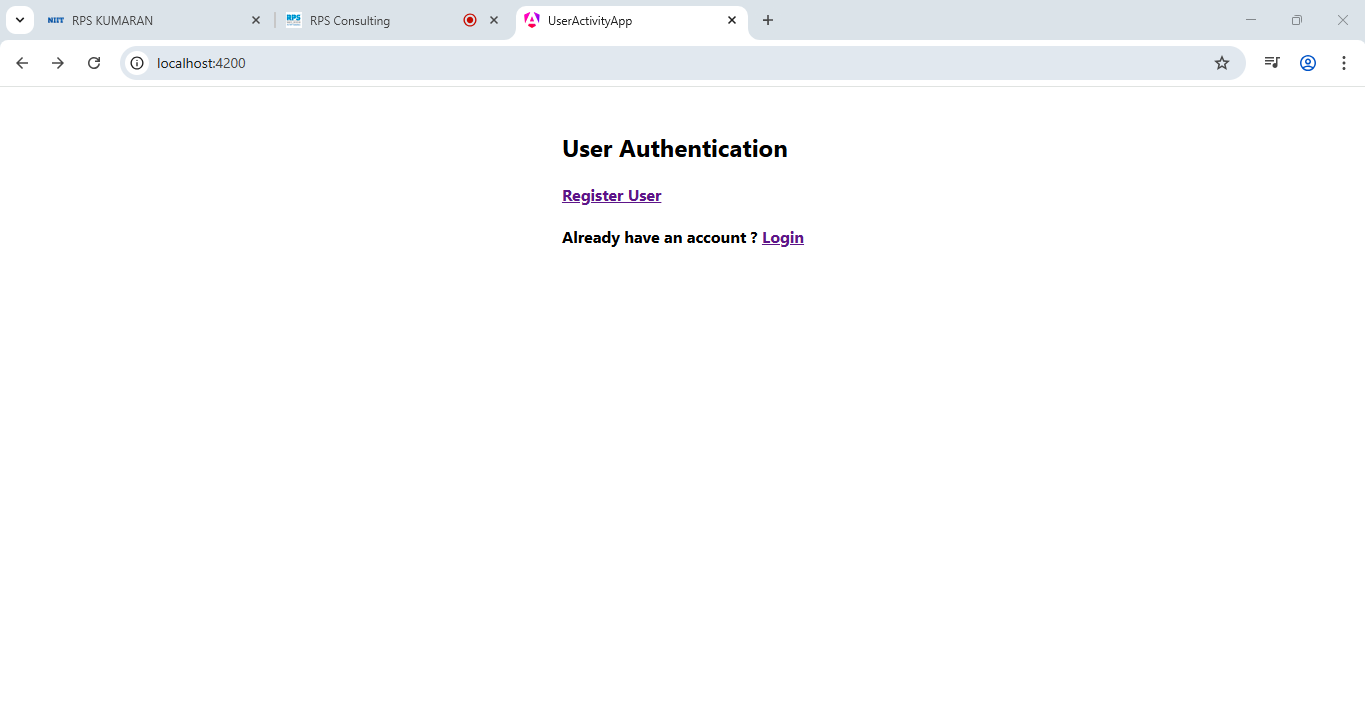 NIIT RPS KUMARAN RPS RPS Consulting UserActivityApp
localhost:4200
User Authentication
Register User
Already have an account ? Login